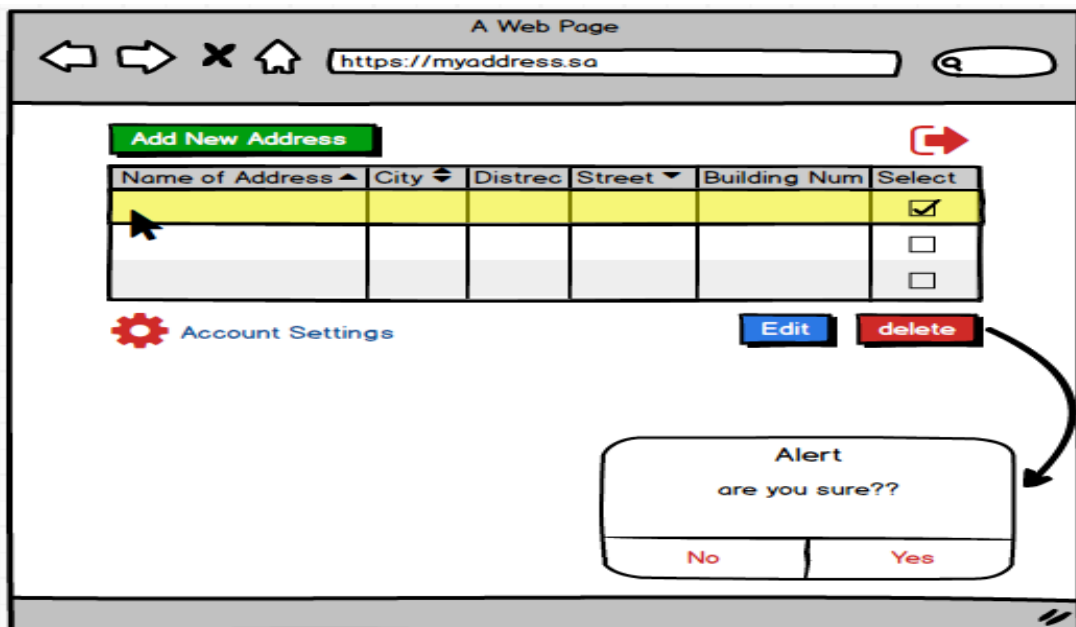 A Web Page
https://myaddress.sa
Add New Address
Name of Address City Distrec Street Building Num Select
Account Settings Edit delete
Alert
are you sure??
No Yes